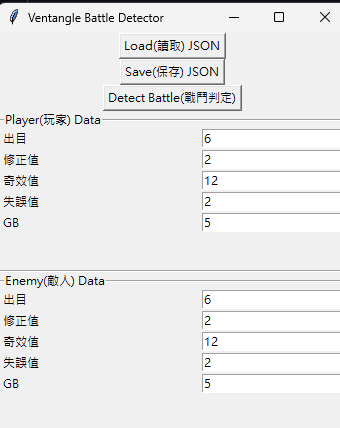 Ventangle Battle Detector
Load(讀取) JSON
Save(保存) JSON
Detect Battle(戰鬥判定)
Player(玩家) Data
出目 6
修正值 2
奇效值 12
失誤值 2
GB 5
Enemy(敵人) Data
出目 6
修正值 2
奇效值 12
失誤值 2
GB 5